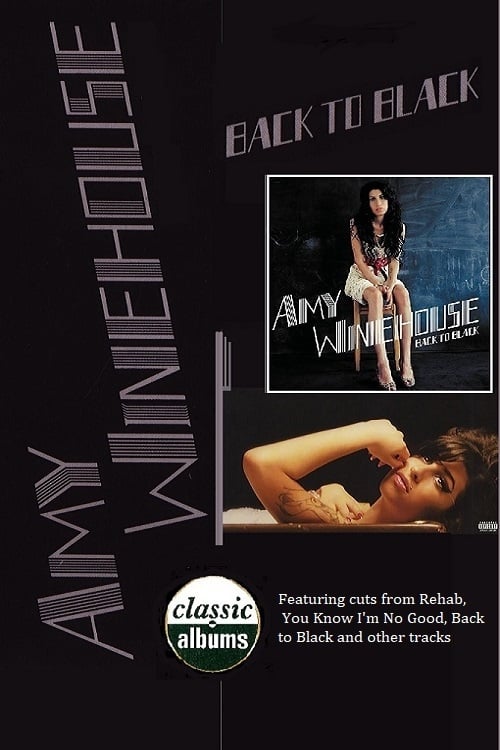 AMY
WINEHOUSE
BACK TO BLACK
AMY
WINEHOUSE
BACK TO BLACK
classic
albums
Featuring cuts from Rehab,
You Know I'm No Good, Back
to Black and other tracks